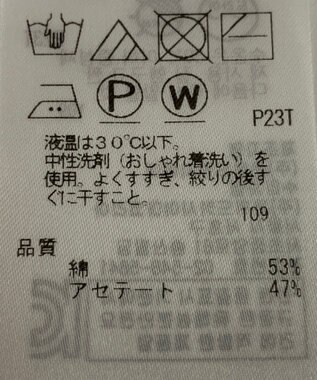 P W
P23T
液温は30℃以下。
中性洗剤（おしゃれ着洗い）を
使用。よくすすぎ、絞りの後す
ぐに干すこと。
109
品質
綿 53%
アセテート 47%